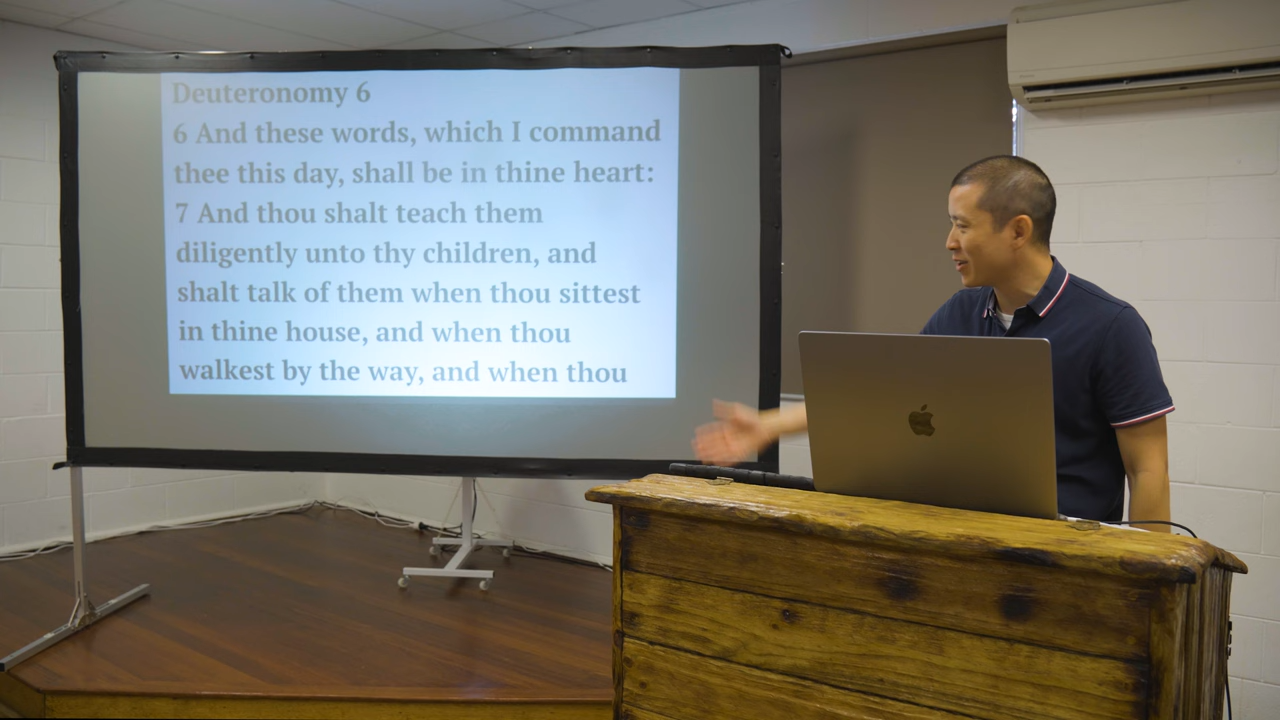 Deuteronomy 6
6 And these words, which I command
thee this day, shall be in thine heart:
7 And thou shalt teach them
diligently unto thy children, and
shalt talk of them when thou sittest
in thine house, and when thou
walkest by the way, and when thou